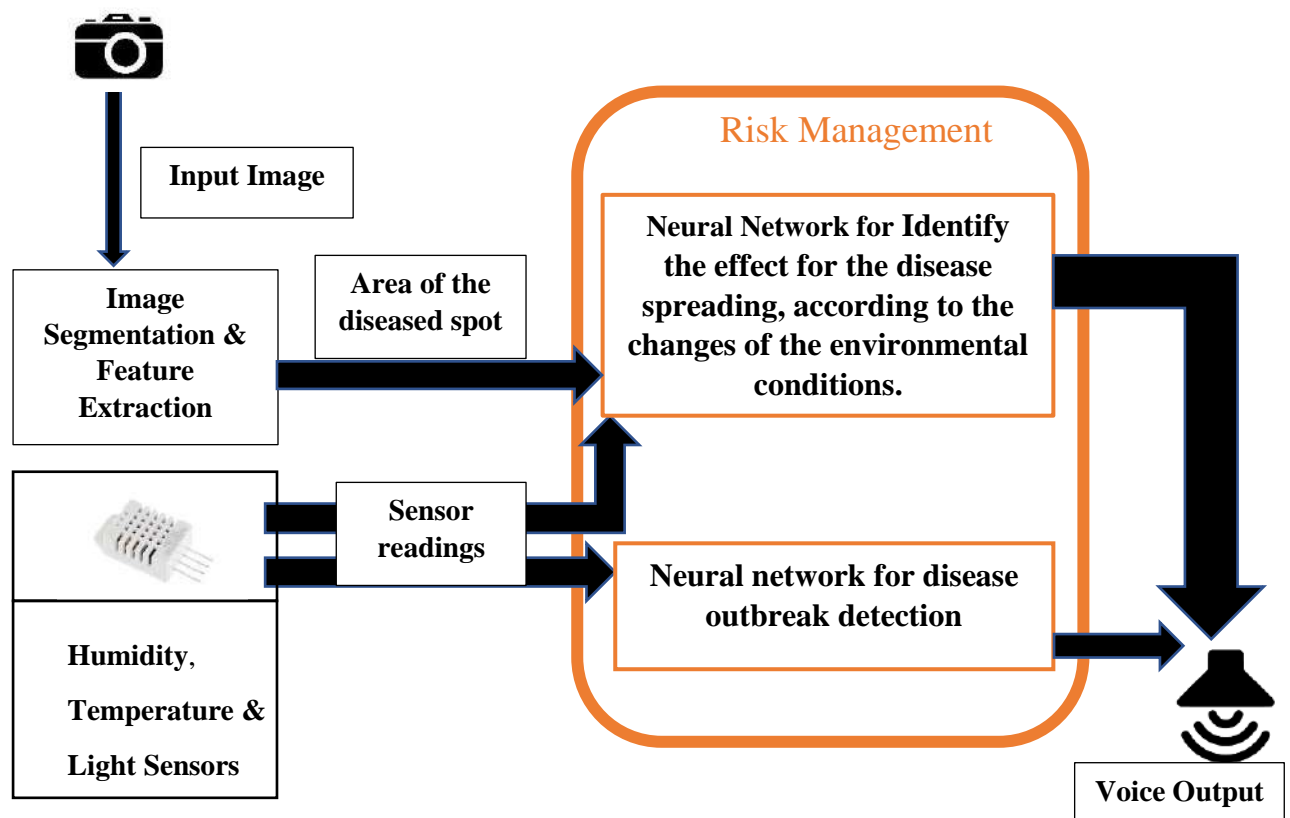 Risk Management
Input Image
Neural Network for Identify
the effect for the disease
spreading, according to the
changes of the environmental
conditions.
Area of the
diseased spot
Image
Segmentation &
Feature
Extraction
Sensor
readings
Neural network for disease
outbreak detection
Humidity,
Temperature &
Light Sensors
Voice Output